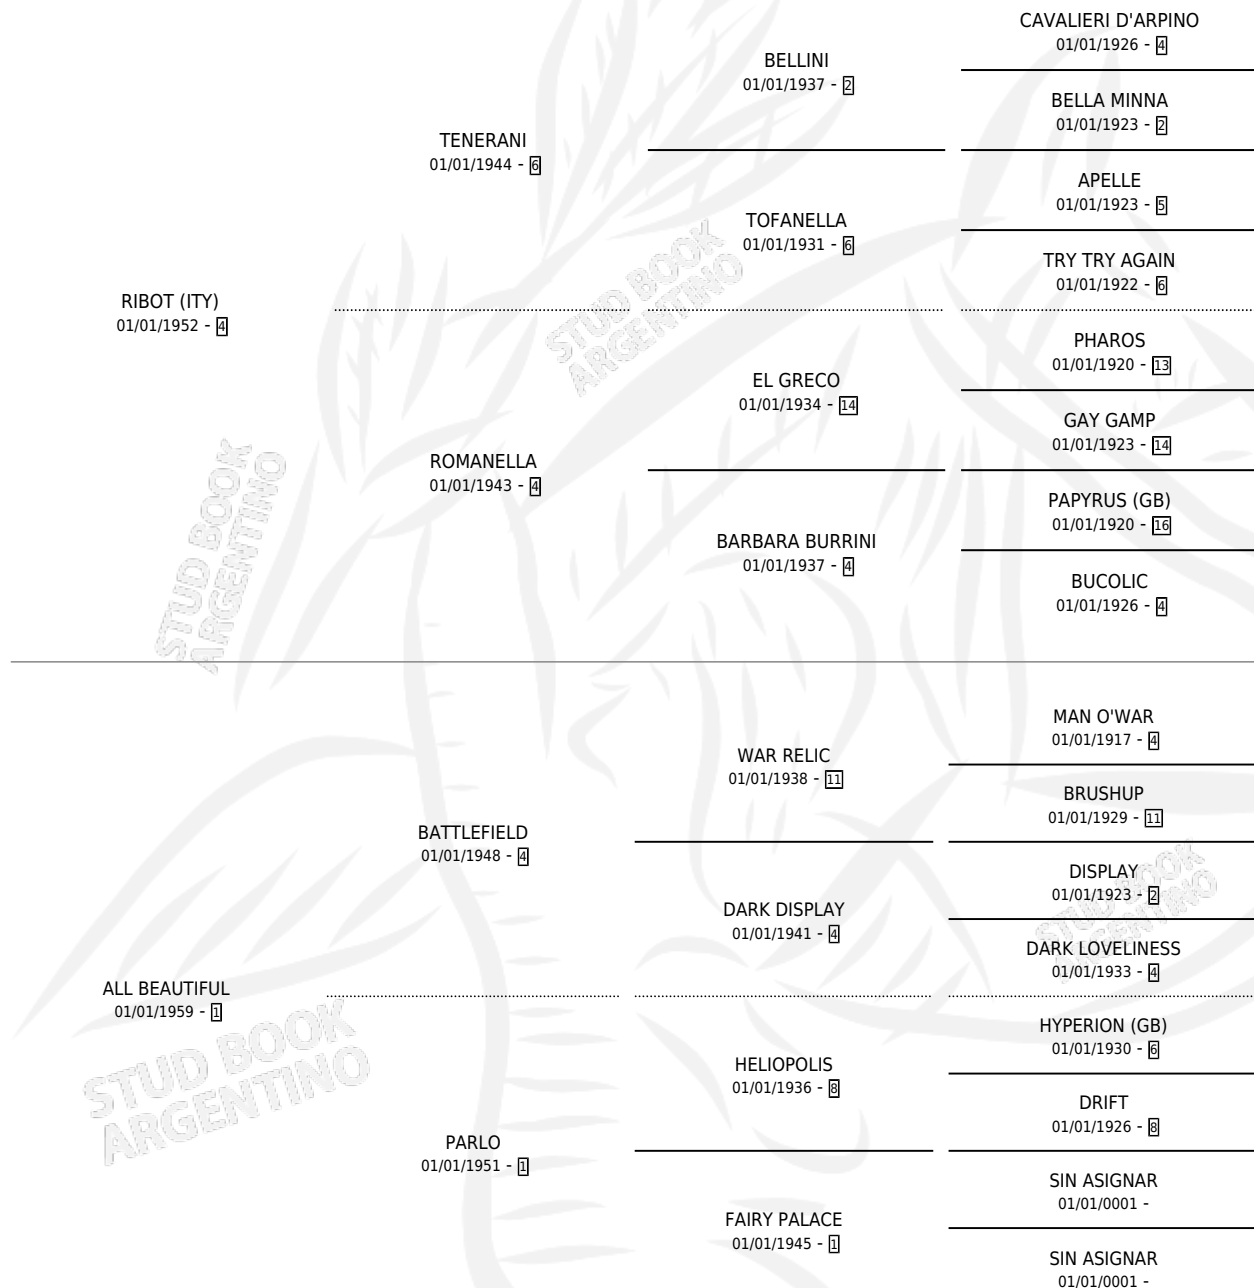 CAVALIERI D'ARPINO
01/01/1926 - 4
BELLINI
01/01/1937 - 2
BELLA MINNA
01/01/1923 - 2
TENERANI
01/01/1944 - 6
APELLE
01/01/1923 - 5
TOFANELLA
01/01/1931 - 6
TRY TRY AGAIN
01/01/1922 - 6
RIBOT (ITY)
01/01/1952 - 4
PHAROS
01/01/1920 - 13
EL GRECO
01/01/1934 - 14
GAY GAMP
01/01/1923 - 14
ROMANELLA
01/01/1943 - 4
PAPYRUS (GB)
01/01/1920 - 16
BARBARA BURRINI
01/01/1937 - 4
BUCOLIC
01/01/1926 - 4
MAN O'WAR
01/01/1917 - 4
WAR RELIC
01/01/1938 - 11
BRUSHUP
01/01/1929 - 11
BATTLEFIELD
01/01/1948 - 4
DISPLAY
01/01/1923 - 2
DARK DISPLAY
01/01/1941 - 4
DARK LOVELINESS
01/01/1933 - 4
ALL BEAUTIFUL
01/01/1959 - 1
HYPERION (GB)
01/01/1930 - 6
HELIOPOLIS
01/01/1936 - 8
DRIFT
01/01/1926 - 8
PARLO
01/01/1951 - 1
SIN ASIGNAR
01/01/0001 -
FAIRY PALACE
01/01/1945 - 1
SIN ASIGNAR
01/01/0001 -
STUD BOOK
ARGENTINO
STUD BOOK
ARGENTINO
STUD BOOK
ARGENTINO
STUD BOOK
ARGENTINO